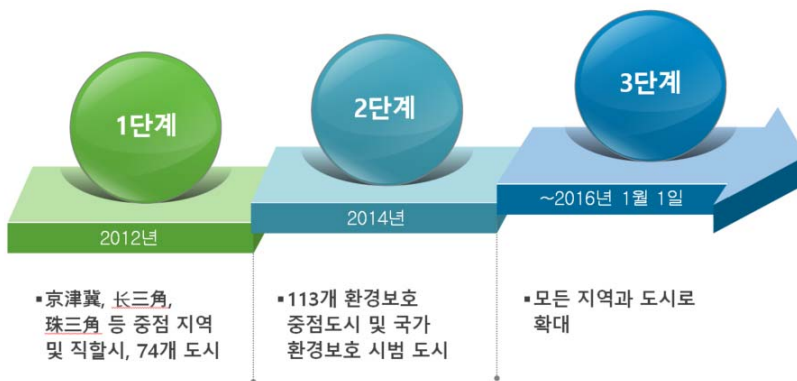 1단계
2단계
3단계
2012년
2014년
~2016년 1월 1일
▪京津冀, 长三角,
珠三角 등 중점 지역
및 직할시, 74개 도시
▪113개 환경보호
중점도시 및 국가
환경보호 시범 도시
▪모든 지역과 도시로
확대